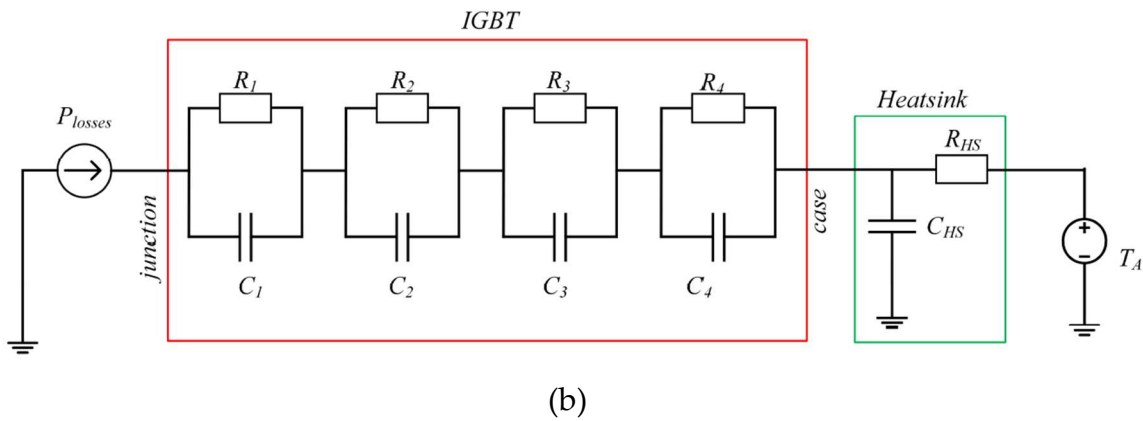 IGBT
R1
R2
R3
R4
Heatsink
Plosses
RHS
junction
case
+
−
CHS
TA
C1
C2
C3
C4
(b)